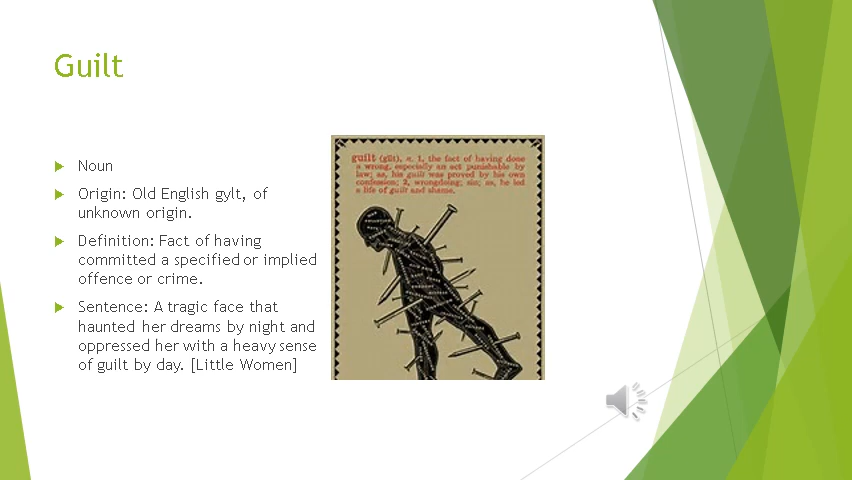 Guilt
Noun
Origin: Old English gylt, of
unknown origin.
Definition: Fact of having
committed a specified or implied
offence or crime.
Sentence: A tragic face that
haunted her dreams by night and
oppressed her with a heavy sense
of guilt by day. [Little Women]
guilt (gilt), n. 1, the fact of having done
a wrong, especially an act punishable by
law; as, his guilt was proved by his own
confession; 2, wrongdoing; sin; as, he led
a life of guilt and shame.